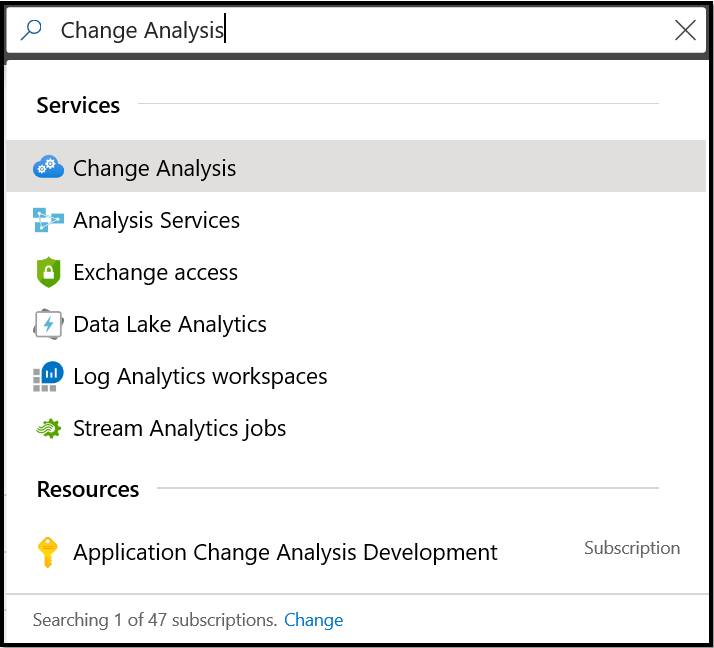 Change Analysis
Services
Change Analysis
Analysis Services
Exchange access
Data Lake Analytics
Log Analytics workspaces
Stream Analytics jobs
Resources
Application Change Analysis Development Subscription
Searching 1 of 47 subscriptions. Change